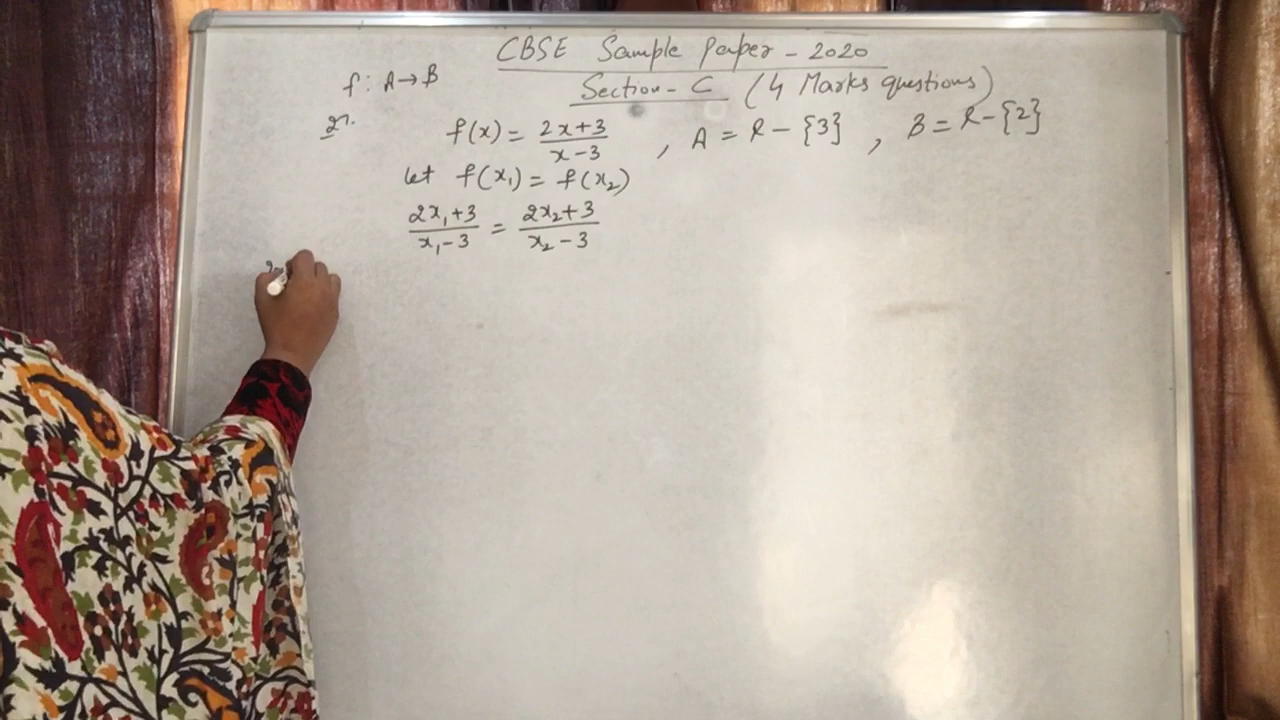 CBSE Sample Paper - 2020
f: A→B
Section - C (4 Marks questions)
27. f(x) = (2x+3)/(x-3) , A = R - {3} , B = R - {2}
let f(x₁) = f(x₂)
(2x₁+3)/(x₁-3) = (2x₂+3)/(x₂-3)